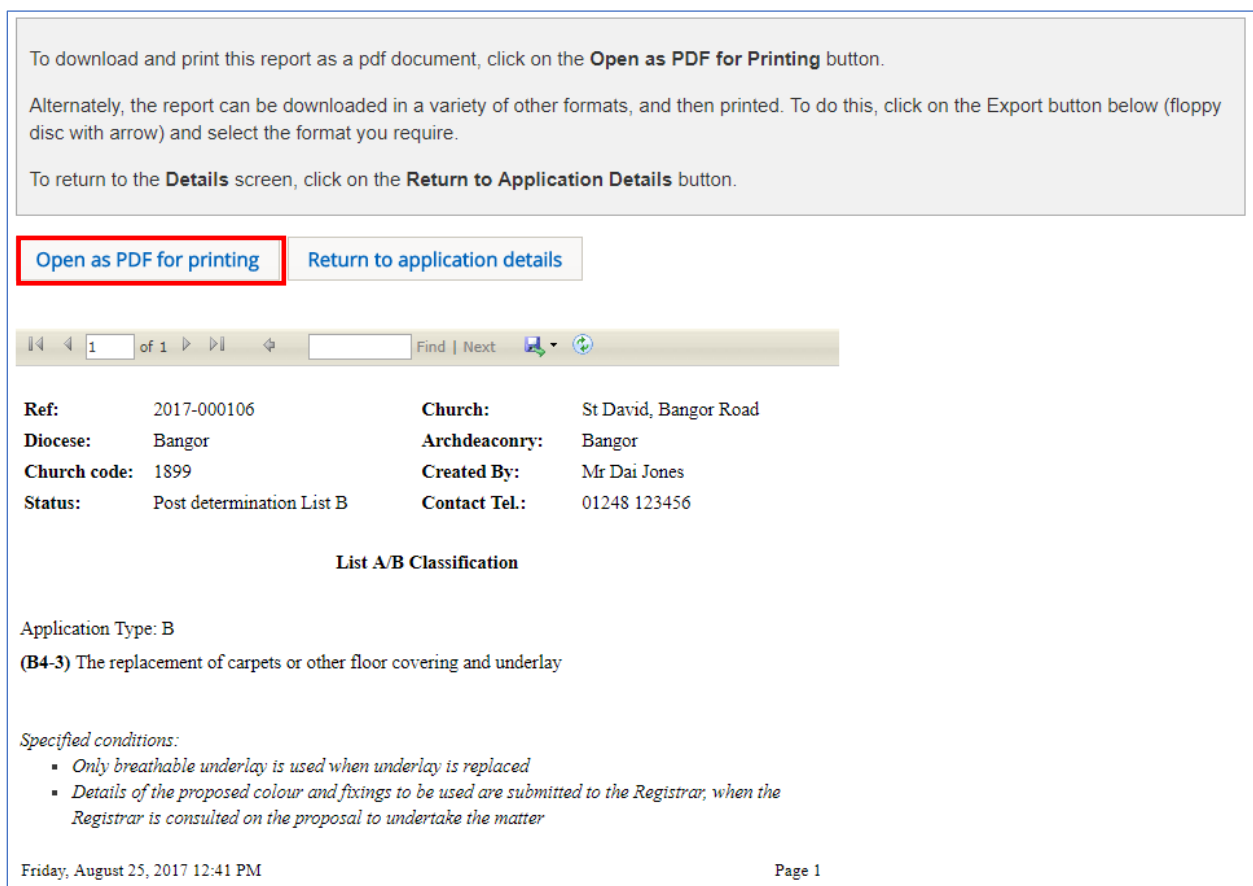 To download and print this report as a pdf document, click on the Open as PDF for Printing button.
Alternately, the report can be downloaded in a variety of other formats, and then printed. To do this, click on the Export button below (floppy
disc with arrow) and select the format you require.
To return to the Details screen, click on the Return to Application Details button.
Open as PDF for printing Return to application details
1 of 1 Find | Next
Ref: 2017-000106 Church: St David, Bangor Road
Diocese: Bangor Archdeaconry: Bangor
Church code: 1899 Created By: Mr Dai Jones
Status: Post determination List B Contact Tel.: 01248 123456
List A/B Classification
Application Type: B
(B4-3) The replacement of carpets or other floor covering and underlay
Specified conditions:
▪ Only breathable underlay is used when underlay is replaced
▪ Details of the proposed colour and fixings to be used are submitted to the Registrar, when the
Registrar is consulted on the proposal to undertake the matter
Friday, August 25, 2017 12:41 PM Page 1